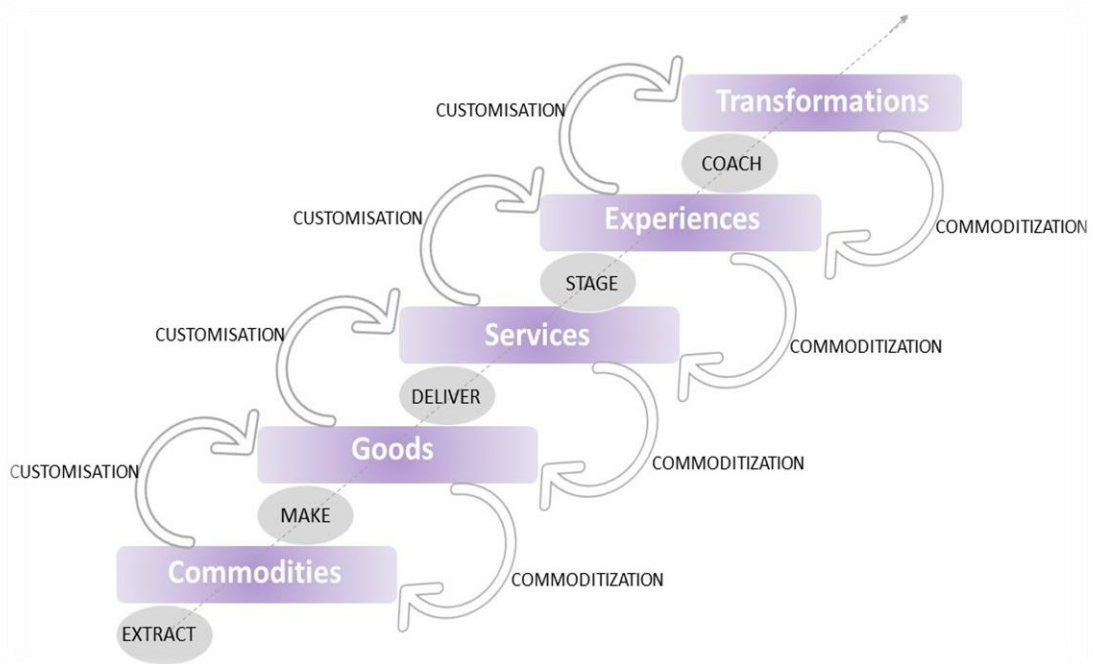 Transformations
CUSTOMISATION
COACH
Experiences
CUSTOMISATION
COMMODITIZATION
STAGE
Services
CUSTOMISATION
COMMODITIZATION
DELIVER
Goods
CUSTOMISATION
COMMODITIZATION
MAKE
Commodities
COMMODITIZATION
EXTRACT